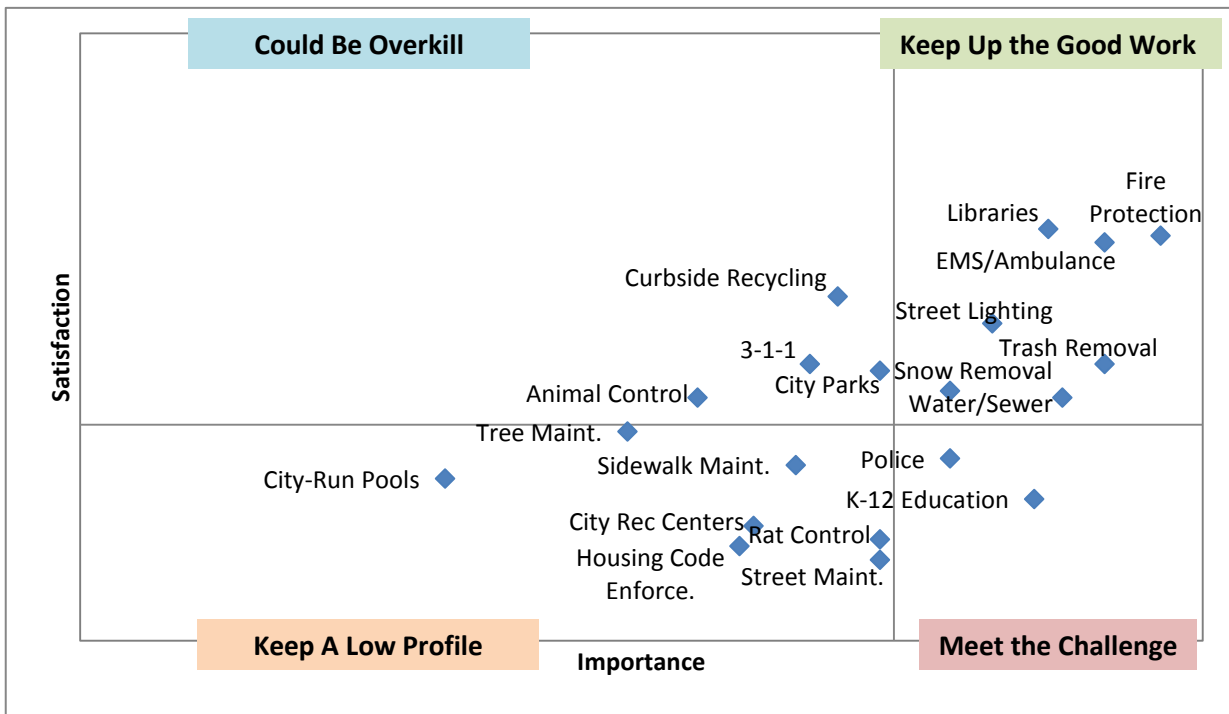 Could Be Overkill
Keep Up the Good Work
Fire
Protection
Libraries
EMS/Ambulance
Curbside Recycling
Street Lighting
3-1-1
Trash Removal
City Parks
Snow Removal
Animal Control
Water/Sewer
Satisfaction
Tree Maint.
Sidewalk Maint.
Police
City-Run Pools
K-12 Education
City Rec Centers
Rat Control
Housing Code
Enforce.
Street Maint.
Keep A Low Profile
Importance
Meet the Challenge